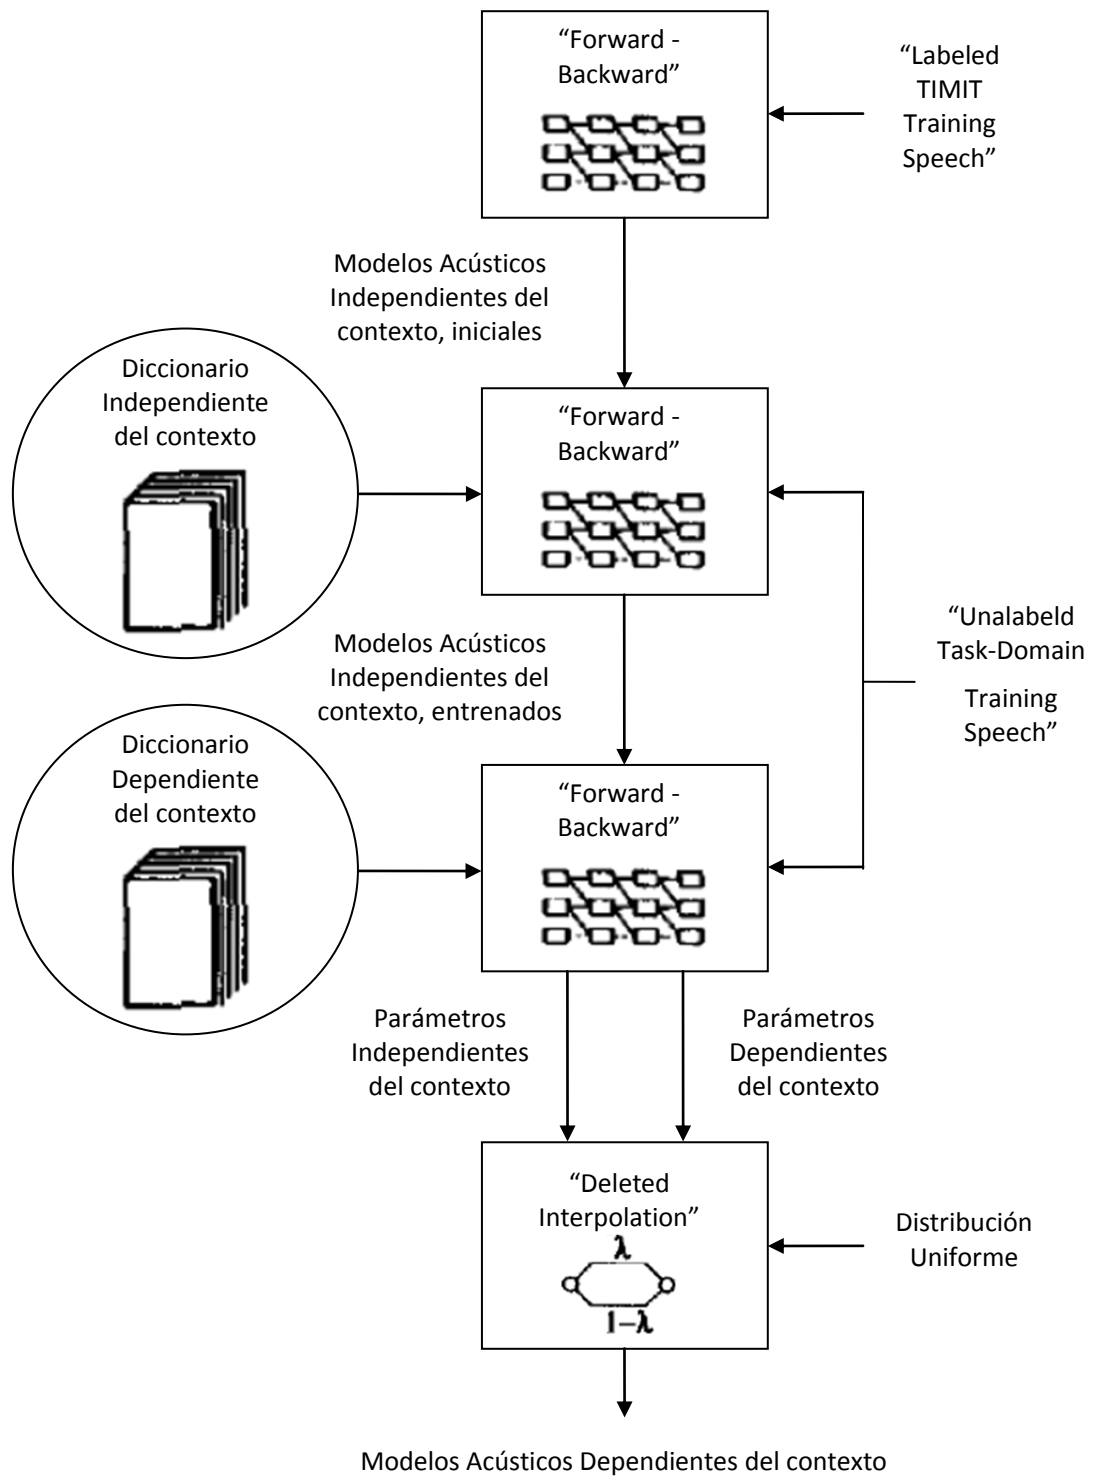 “Forward -
Backward”
“Labeled
TIMIT
Training
Speech”
Modelos Acústicos
Independientes del
contexto, iniciales
Diccionario
Independiente
del contexto
“Forward -
Backward”
“Unalabeld
Task-Domain
Training
Speech”
Modelos Acústicos
Independientes del
contexto, entrenados
Diccionario
Dependiente
del contexto
“Forward -
Backward”
Parámetros
Independientes
del contexto
Parámetros
Dependientes
del contexto
“Deleted
Interpolation”
λ
1−λ
Distribución
Uniforme
Modelos Acústicos Dependientes del contexto